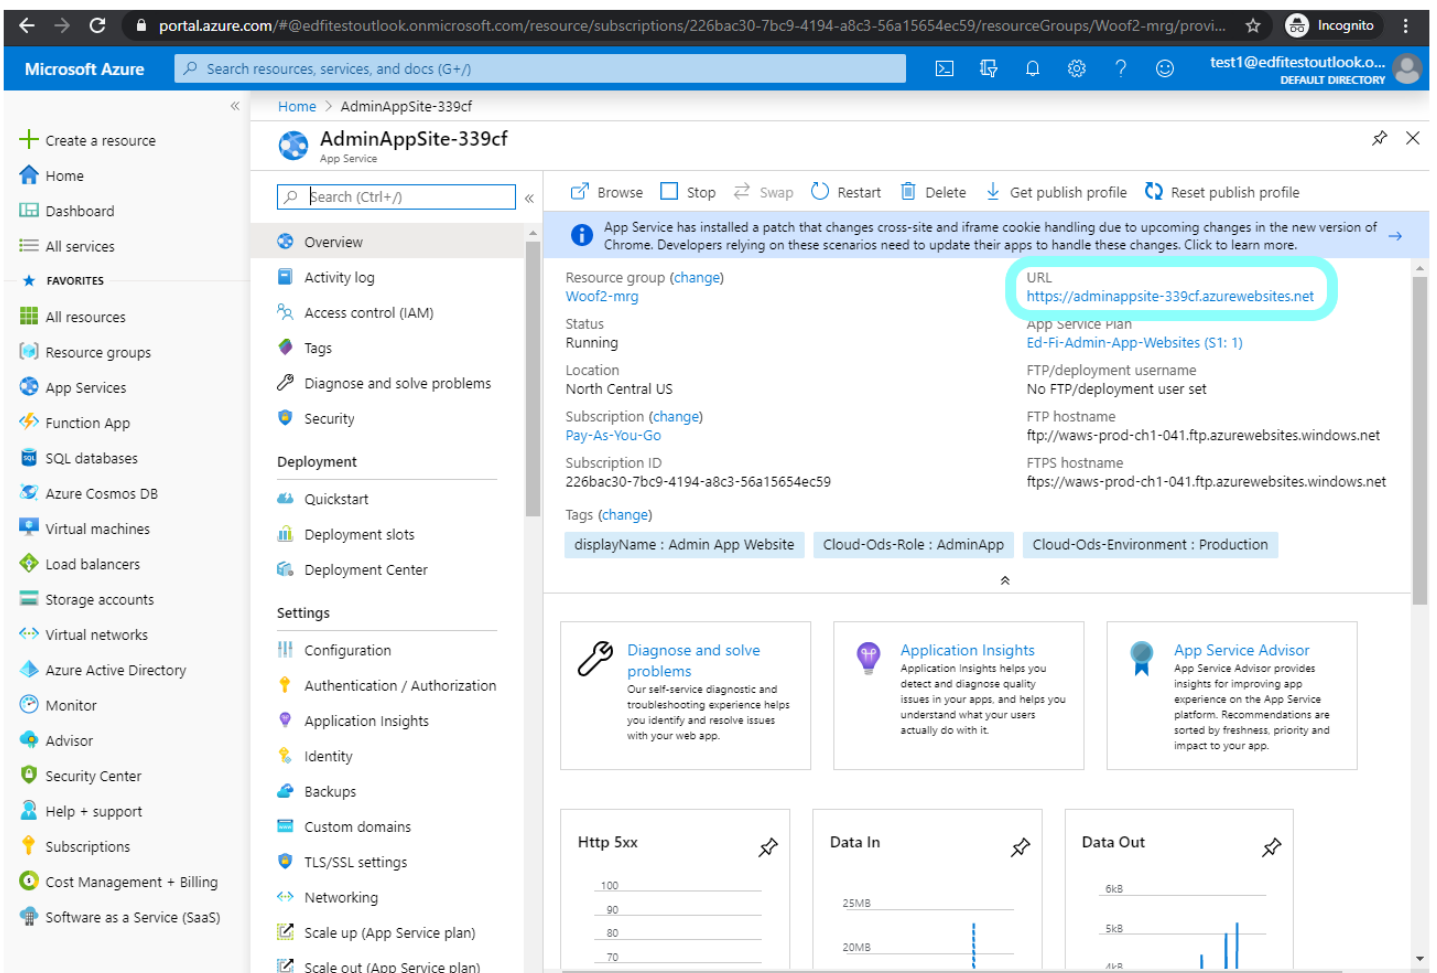 portal.azure.com/#@edfitestoutlook.onmicrosoft.com/resource/subscriptions/226bac30-7bc9-4194-a8c3-56a15654ec59/resourceGroups/Woof2-mrg/provi...
Incognito
Microsoft Azure
Search resources, services, and docs (G+/)
test1@edfitestoutlook.o...
DEFAULT DIRECTORY
«
Create a resource
Home
Dashboard
All services
FAVORITES
All resources
Resource groups
App Services
Function App
SQL databases
Azure Cosmos DB
Virtual machines
Load balancers
Storage accounts
Virtual networks
Azure Active Directory
Monitor
Advisor
Security Center
Help + support
Subscriptions
Cost Management + Billing
Software as a Service (SaaS)
Home > AdminAppSite-339cf
AdminAppSite-339cf
App Service
Search (Ctrl+/)
«
Overview
Activity log
Access control (IAM)
Tags
Diagnose and solve problems
Security
Deployment
Quickstart
Deployment slots
Deployment Center
Settings
Configuration
Authentication / Authorization
Application Insights
Identity
Backups
Custom domains
TLS/SSL settings
Networking
Scale up (App Service plan)
Scale out (App Service plan)
Browse Stop Swap Restart Delete Get publish profile Reset publish profile
App Service has installed a patch that changes cross-site and iframe cookie handling due to upcoming changes in the new version of
Chrome. Developers relying on these scenarios need to update their apps to handle these changes. Click to learn more.
Resource group (change)
Woof2-mrg
Status
Running
Location
North Central US
Subscription (change)
Pay-As-You-Go
Subscription ID
226bac30-7bc9-4194-a8c3-56a15654ec59
URL
https://adminappsite-339cf.azurewebsites.net
App Service Plan
Ed-Fi-Admin-App-Websites (S1: 1)
FTP/deployment username
No FTP/deployment user set
FTP hostname
ftp://waws-prod-ch1-041.ftp.azurewebsites.windows.net
FTPS hostname
ftps://waws-prod-ch1-041.ftp.azurewebsites.windows.net
Tags (change)
displayName : Admin App Website
Cloud-Ods-Role : AdminApp
Cloud-Ods-Environment : Production
Diagnose and solve
problems
Our self-service diagnostic and
troubleshooting experience helps
you identify and resolve issues
with your web app.
Application Insights
Application Insights helps you
detect and diagnose quality
issues in your apps, and helps you
understand what your users
actually do with it.
App Service Advisor
App Service Advisor provides
insights for improving app
experience on the App Service
platform. Recommendations are
sorted by freshness, priority and
impact to your app.
Http 5xx
100
90
80
70
Data In
25MB
20MB
Data Out
6kB
5kB
4kB